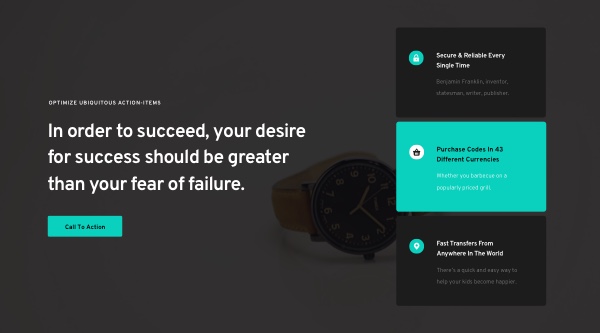 OPTIMIZE UBIQUITOUS ACTION-ITEMS
In order to succeed, your desire
for success should be greater
than your fear of failure.
Call To Action
Secure & Reliable Every
Single Time
Benjamin Franklin, inventor,
statesman, writer, publisher.
Purchase Codes In 43
Different Currencies
Whether you barbecue on a
popularly priced grill.
Fast Transfers From
Anywhere In The World
There's a quick and easy way to
help your kids become happier.